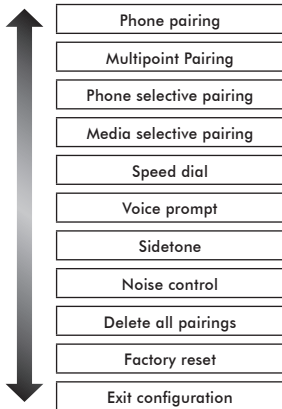 Phone pairing
Multipoint Pairing
Phone selective pairing
Media selective pairing
Speed dial
Voice prompt
Sidetone
Noise control
Delete all pairings
Factory reset
Exit configuration